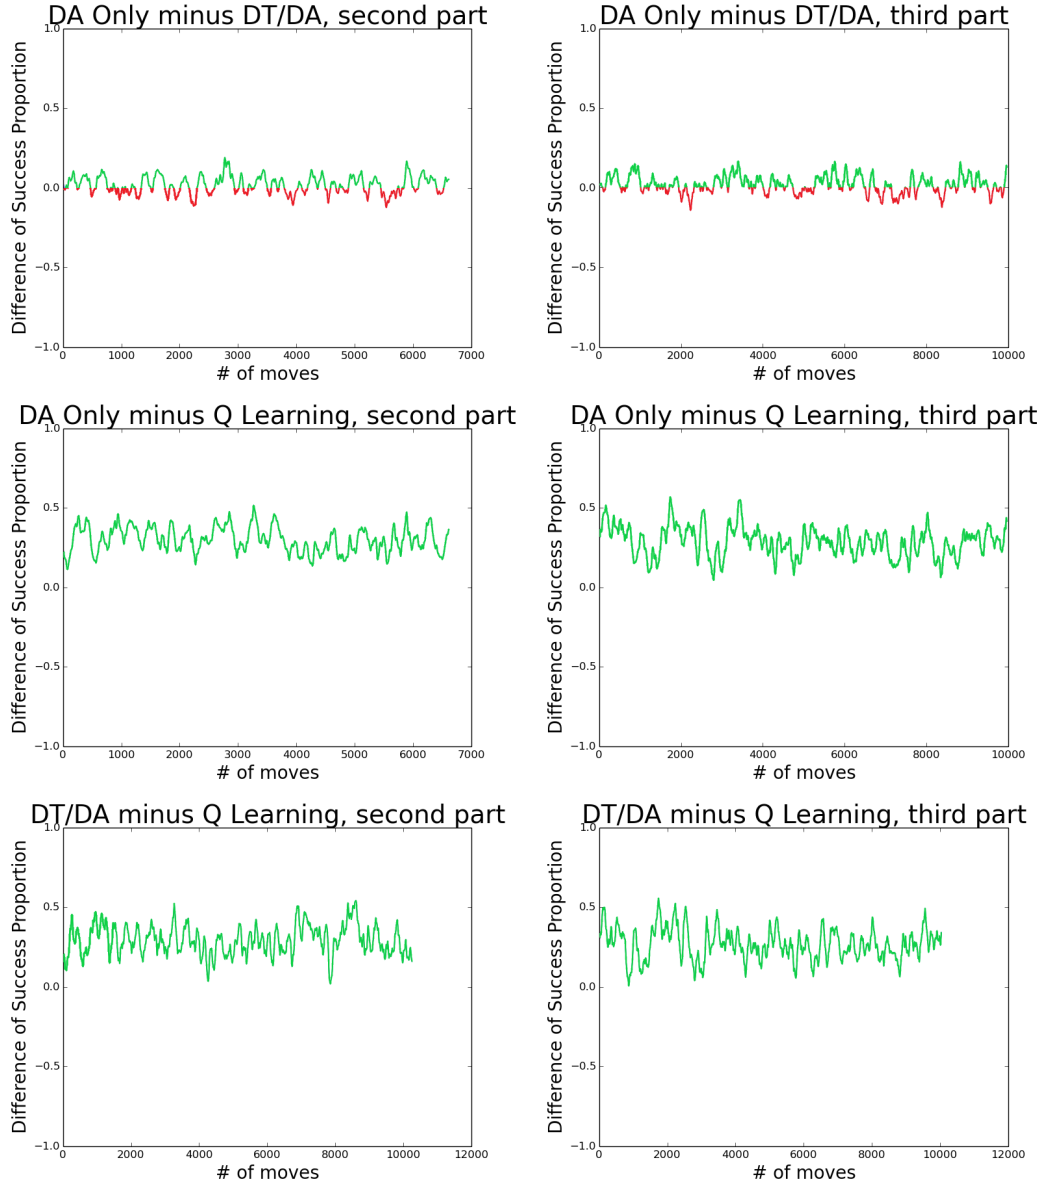 DA Only minus DT/DA, second part
1.0
0.5
0.0
−0.5
−1.0
Difference of Success Proportion
0 1000 2000 3000 4000 5000 6000 7000
# of moves
DA Only minus DT/DA, third part
1.0
0.5
0.0
−0.5
−1.0
Difference of Success Proportion
0 2000 4000 6000 8000 10000
# of moves
DA Only minus Q Learning, second part
1.0
0.5
0.0
−0.5
−1.0
Difference of Success Proportion
0 1000 2000 3000 4000 5000 6000 7000
# of moves
DA Only minus Q Learning, third part
1.0
0.5
0.0
−0.5
−1.0
Difference of Success Proportion
0 2000 4000 6000 8000 10000
# of moves
DT/DA minus Q Learning, second part
1.0
0.5
0.0
−0.5
−1.0
Difference of Success Proportion
0 2000 4000 6000 8000 10000 12000
# of moves
DT/DA minus Q Learning, third part
1.0
0.5
0.0
−0.5
−1.0
Difference of Success Proportion
0 2000 4000 6000 8000 10000 12000
# of moves